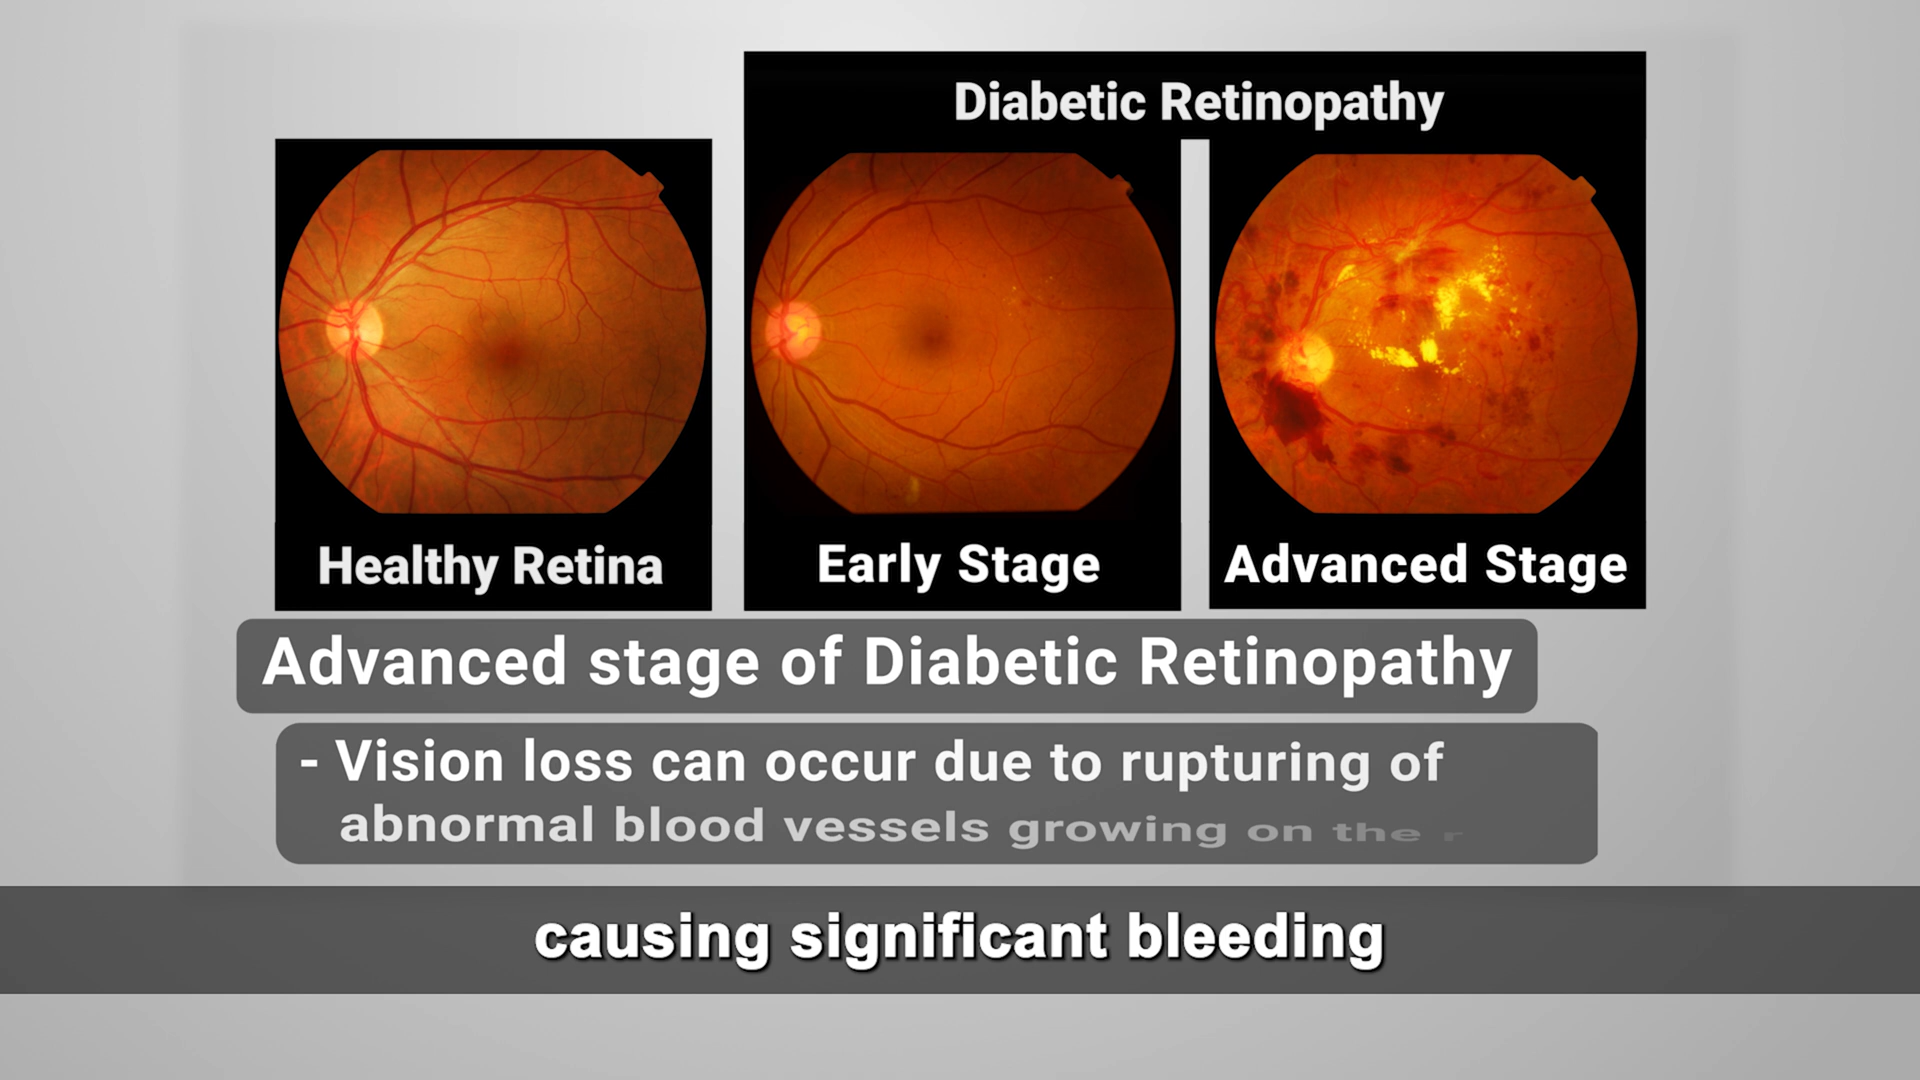 Diabetic Retinopathy
Healthy Retina
Early Stage
Advanced Stage
Advanced stage of Diabetic Retinopathy
- Vision loss can occur due to rupturing of
abnormal blood vessels growing on the r
causing significant bleeding